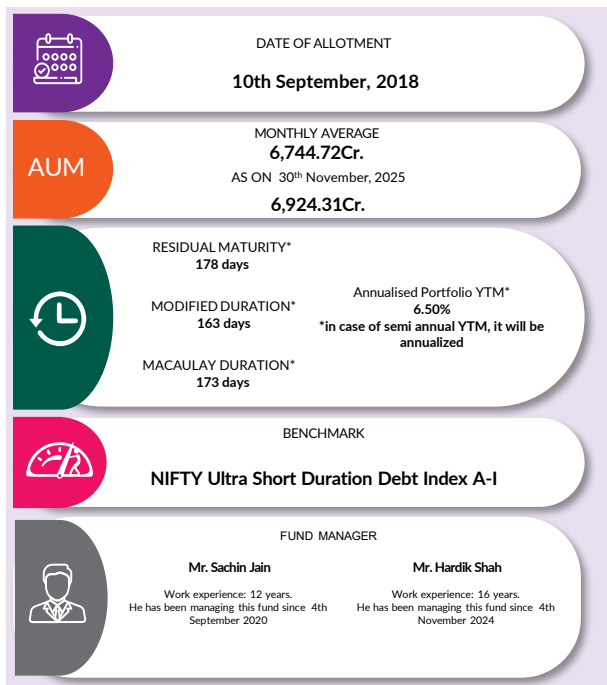 DATE OF ALLOTMENT
10th September, 2018
AUM
MONTHLY AVERAGE
6,744.72Cr.
AS ON 30th November, 2025
6,924.31Cr.
RESIDUAL MATURITY*
178 days
MODIFIED DURATION*
163 days
MACAULAY DURATION*
173 days
Annualised Portfolio YTM*
6.50%
*in case of semi annual YTM, it will be
annualized
BENCHMARK
NIFTY Ultra Short Duration Debt Index A-I
FUND MANAGER
Mr. Sachin Jain
Work experience: 12 years.
He has been managing this fund since 4th
September 2020
Mr. Hardik Shah
Work experience: 16 years.
He has been managing this fund since 4th
November 2024